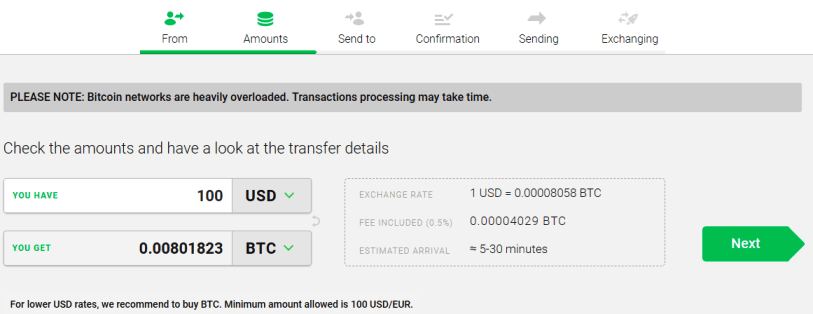 From Amounts Send to Confirmation Sending Exchanging
PLEASE NOTE: Bitcoin networks are heavily overloaded. Transactions processing may take time.
Check the amounts and have a look at the transfer details
YOU HAVE 100 USD
EXCHANGE RATE 1 USD = 0.00008058 BTC
FEE INCLUDED (0.5%) 0.00004029 BTC
YOU GET 0.00801823 BTC
ESTIMATED ARRIVAL ≈ 5-30 minutes
Next
For lower USD rates, we recommend to buy BTC. Minimum amount allowed is 100 USD/EUR.